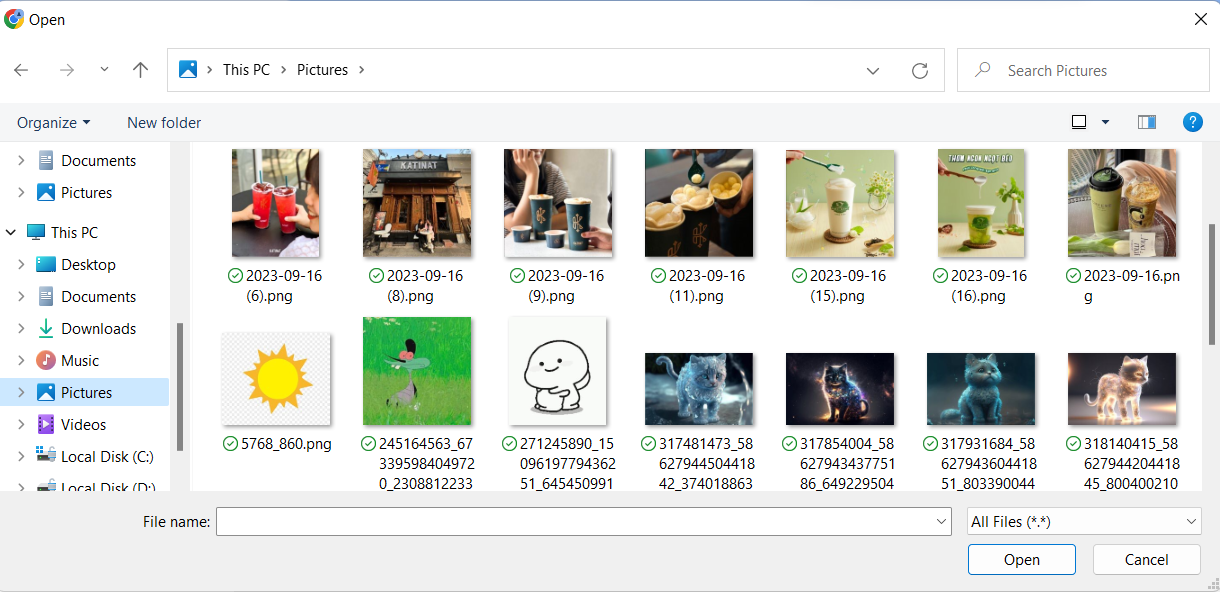 Open
This PC
Pictures
Search Pictures
Organize
New folder
Documents
Pictures
This PC
Desktop
Documents
Downloads
Music
Pictures
Videos
Local Disk (C:)
Local Disk (D:)
KATINAT
THƠM NGON NGỌT BÉO
2023-09-16
(6).png
2023-09-16
(8).png
2023-09-16
(9).png
2023-09-16
(11).png
2023-09-16
(15).png
2023-09-16
(16).png
2023-09-16.pn
g
5768_860.png
245164563_67
339598404972
0_2308812233
271245890_15
096197794362
51_645450991
317481473_58
627944504418
42_374018863
317854004_58
627943437751
86_649229504
317931684_58
627943604418
51_803390044
318140415_58
627944204418
45_800400210
File name:
All Files (*.*)
Open
Cancel